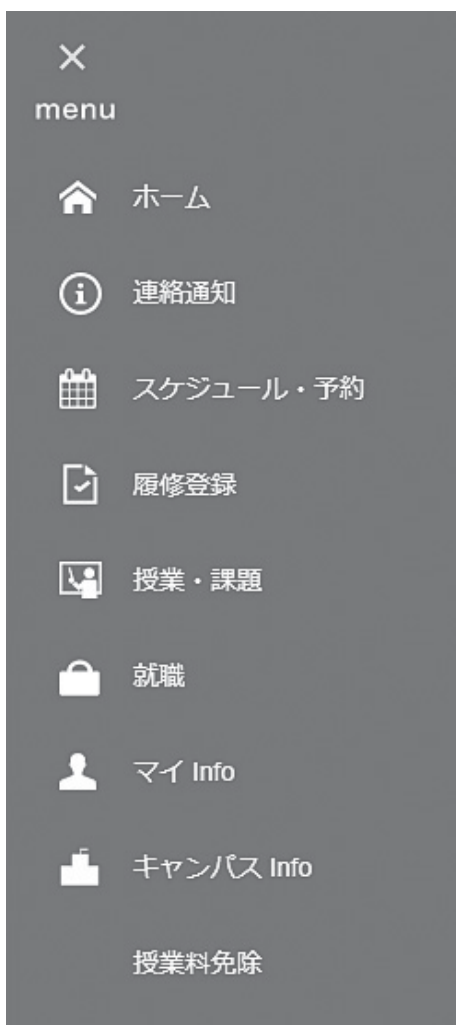 ×
menu
ホーム
連絡通知
スケジュール・予約
履修登録
授業・課題
就職
マイ Info
キャンパス Info
授業料免除